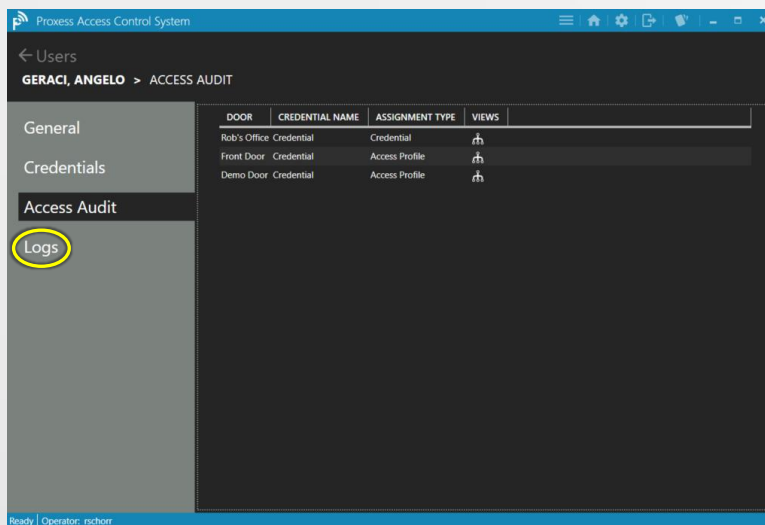 Proxess Access Control System
Users
GERACI, ANGELO > ACCESS AUDIT
General
Credentials
Access Audit
Logs
DOOR CREDENTIAL NAME ASSIGNMENT TYPE VIEWS
Rob's Office Credential Credential
Front Door Credential Access Profile
Demo Door Credential Access Profile
Ready Operator: rschorr